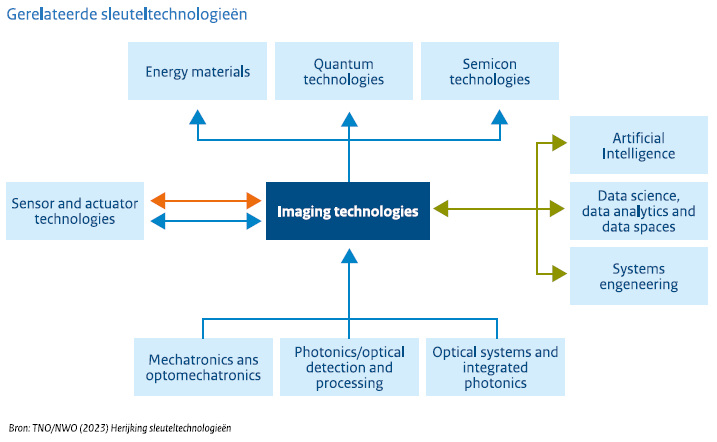 Gerelateerde sleuteltechnologieën
Energy materials
Quantum
technologies
Semicon
technologies
Artificial
Intelligence
Sensor and actuator
technologies
Imaging technologies
Data science,
data analytics and
data spaces
Systems
engeneering
Mechatronics ans
optomechatronics
Photonics/optical
detection and
processing
Optical systems and
integrated
photonics
Bron: TNO/NWO (2023) Herijking sleuteltechnologieën